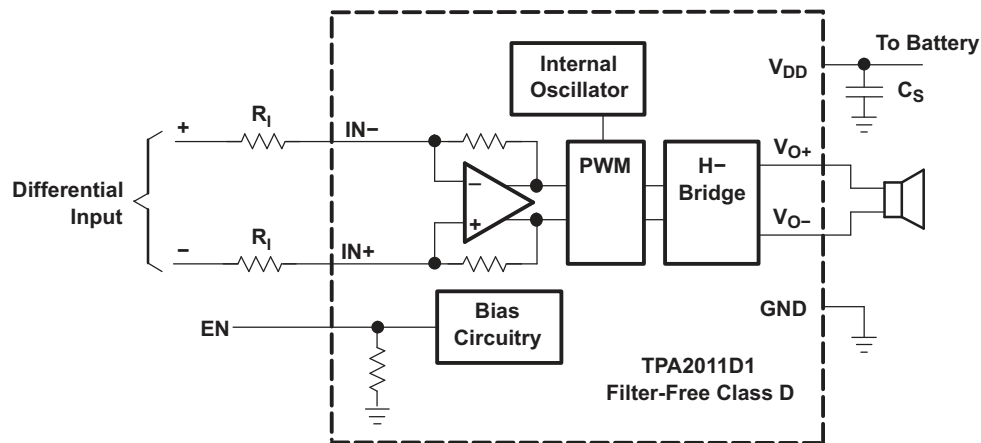 To Battery
Internal
Oscillator
V_DD
C_S
+
R_I
IN−
Differential
Input
−
+
PWM
H−
Bridge
V_O+
V_O−
−
R_I
IN+
EN
Bias
Circuitry
GND
TPA2011D1
Filter-Free Class D